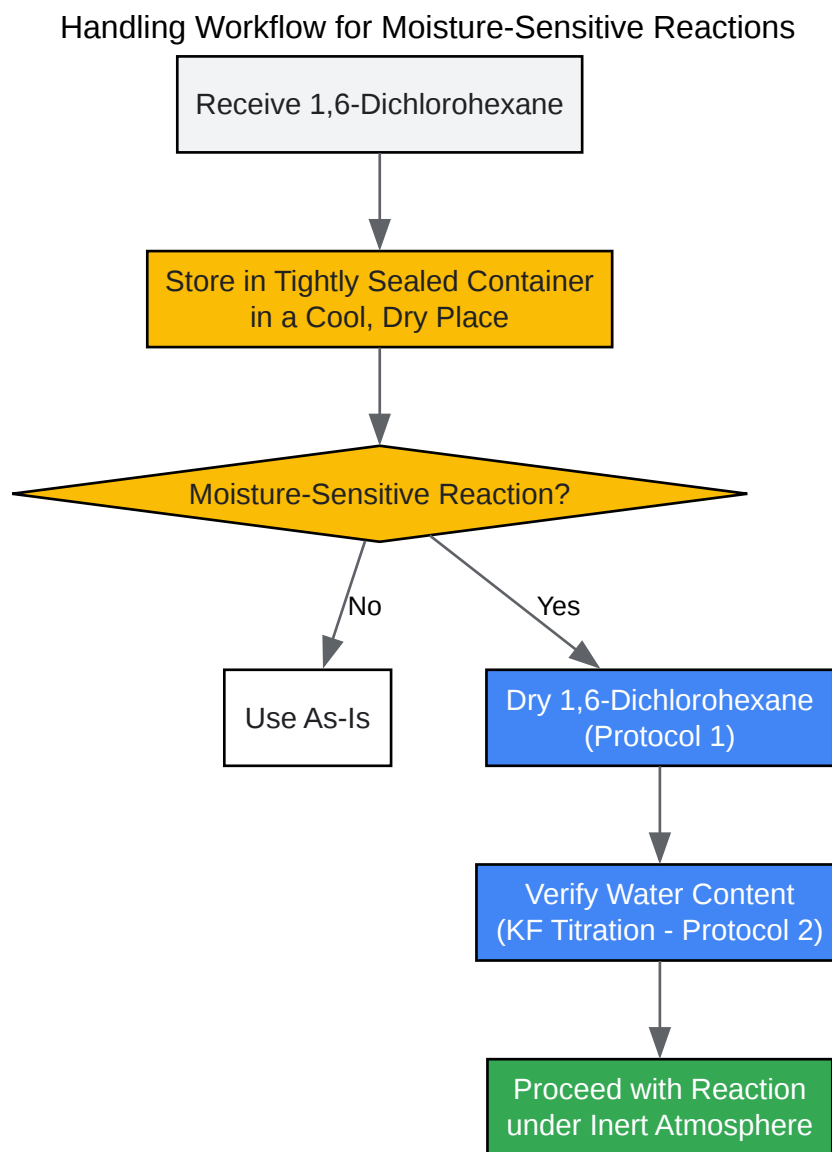 Handling Workflow for Moisture-Sensitive Reactions
Receive 1,6-Dichlorohexane
Store in Tightly Sealed Container
in a Cool, Dry Place
Moisture-Sensitive Reaction?
No
Yes
Use As-Is
Dry 1,6-Dichlorohexane
(Protocol 1)
Verify Water Content
(KF Titration - Protocol 2)
Proceed with Reaction
under Inert Atmosphere